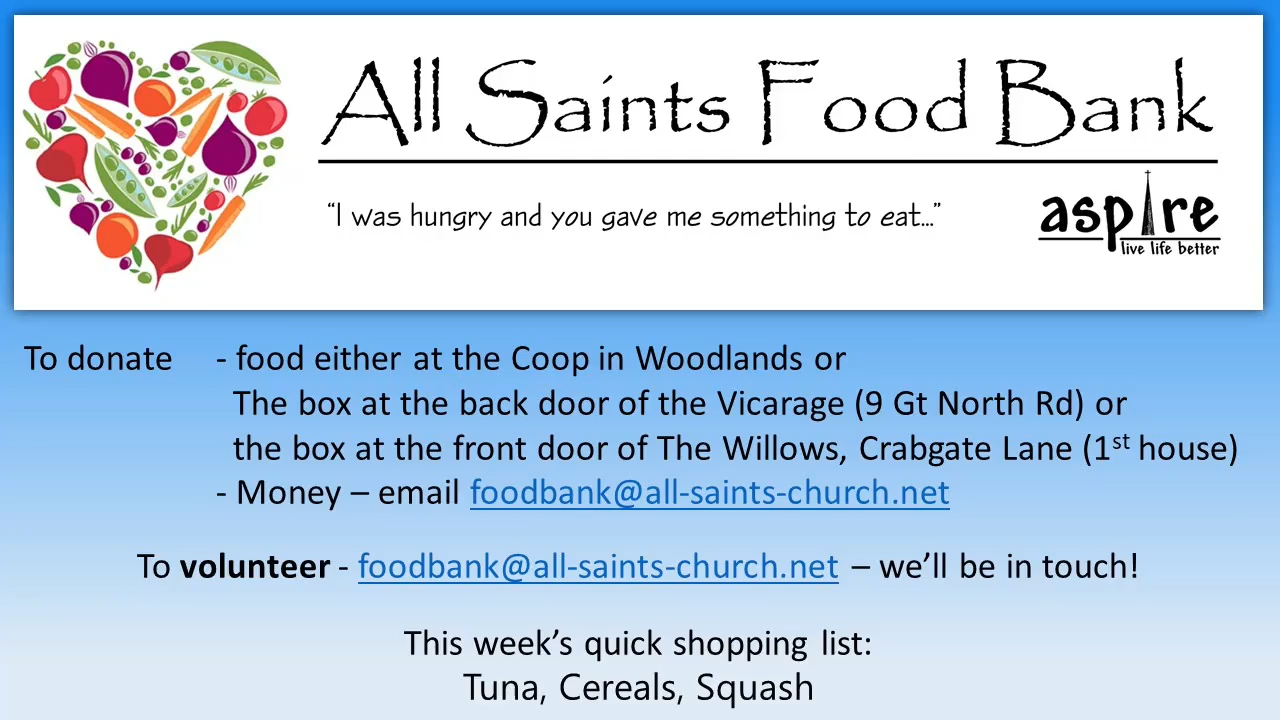 All Saints Food Bank
“I was hungry and you gave me something to eat...”
aspire
live life better
To donate - food either at the Coop in Woodlands or
The box at the back door of the Vicarage (9 Gt North Rd) or
the box at the front door of The Willows, Crabgate Lane (1st house)
- Money – email foodbank@all-saints-church.net
To volunteer - foodbank@all-saints-church.net – we’ll be in touch!
This week’s quick shopping list:
Tuna, Cereals, Squash